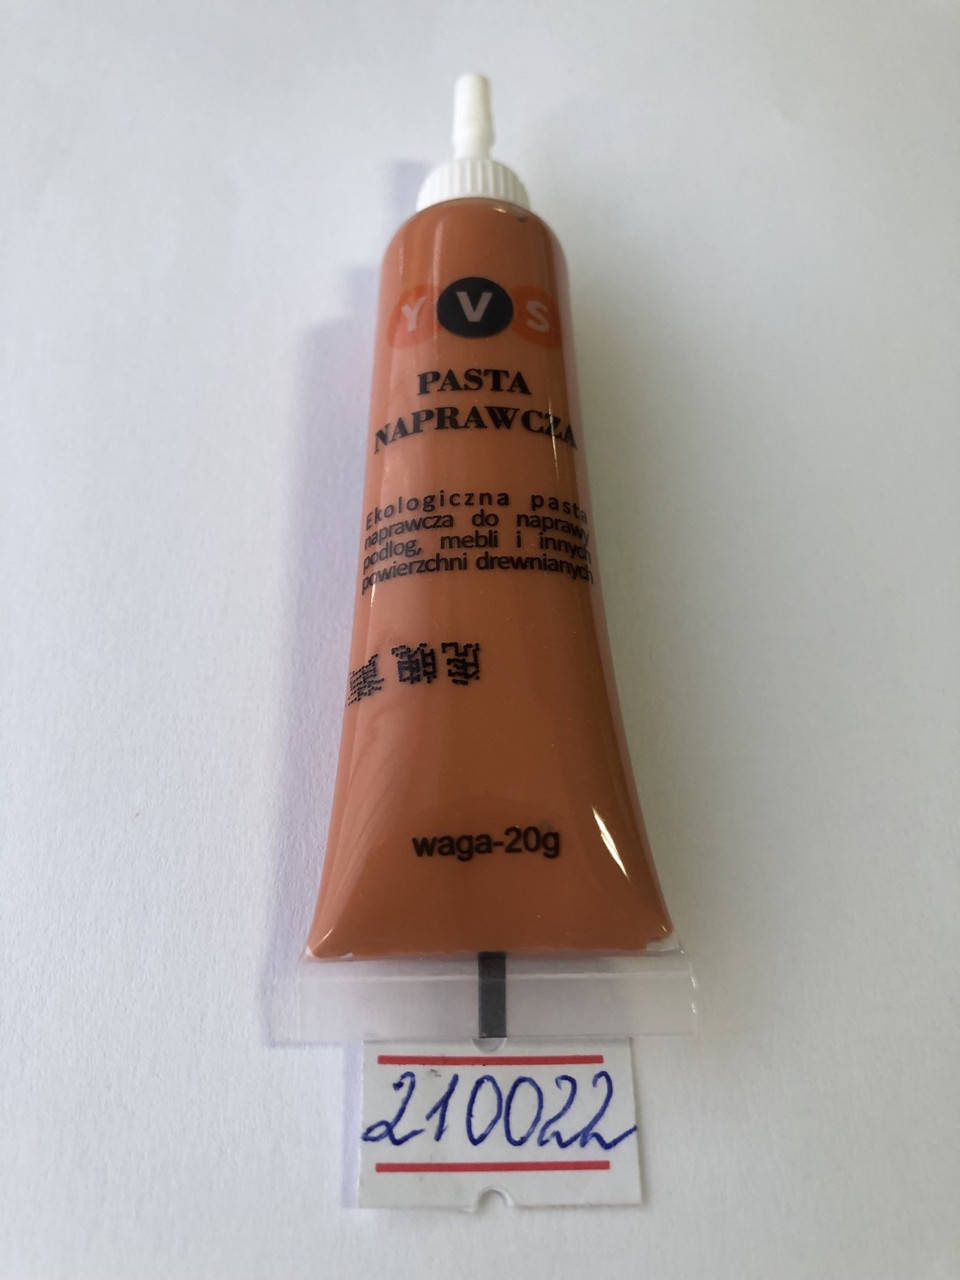 YVS
PASTA
NAPRAWCZA
Ekologiczna pasta
naprawcza do naprawy
podlog, mebli i innych
powierzchni drewnianych
waga-20g
210022